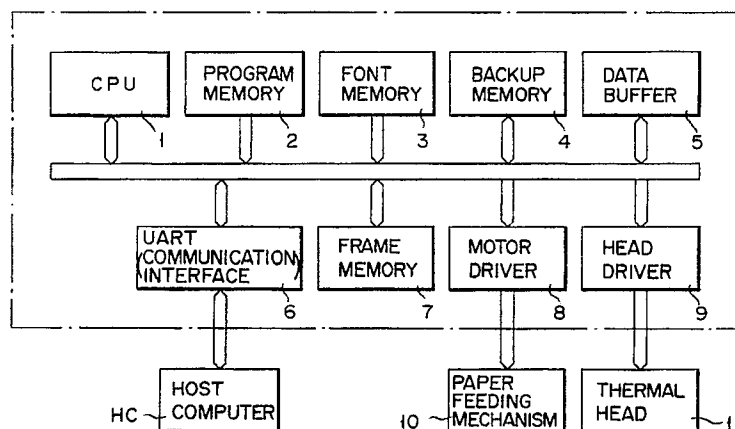 CPU
PROGRAM
MEMORY
FONT
MEMORY
BACKUP
MEMORY
DATA
BUFFER
1
2
3
4
5
UART
(COMMUNICATION)
INTERFACE
FRAME
MEMORY
MOTOR
DRIVER
HEAD
DRIVER
6
7
8
9
HC
HOST
COMPUTER
10
PAPER
FEEDING
MECHANISM
THERMAL
HEAD
1